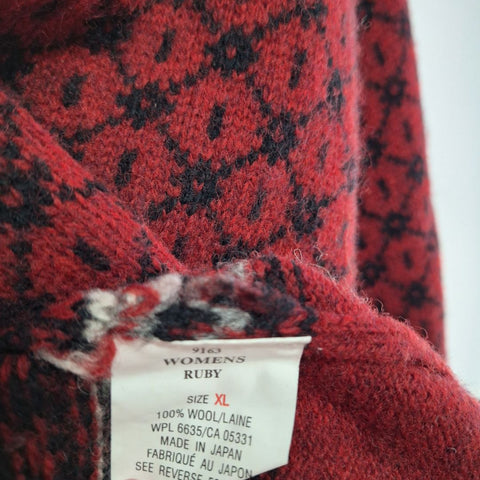 9163
WOMENS
RUBY
SIZE XL
100% WOOL/LAINE
WPL 6635/CA 05331
MADE IN JAPAN
FABRIQUÉ AU JAPON
SEE REVERSE